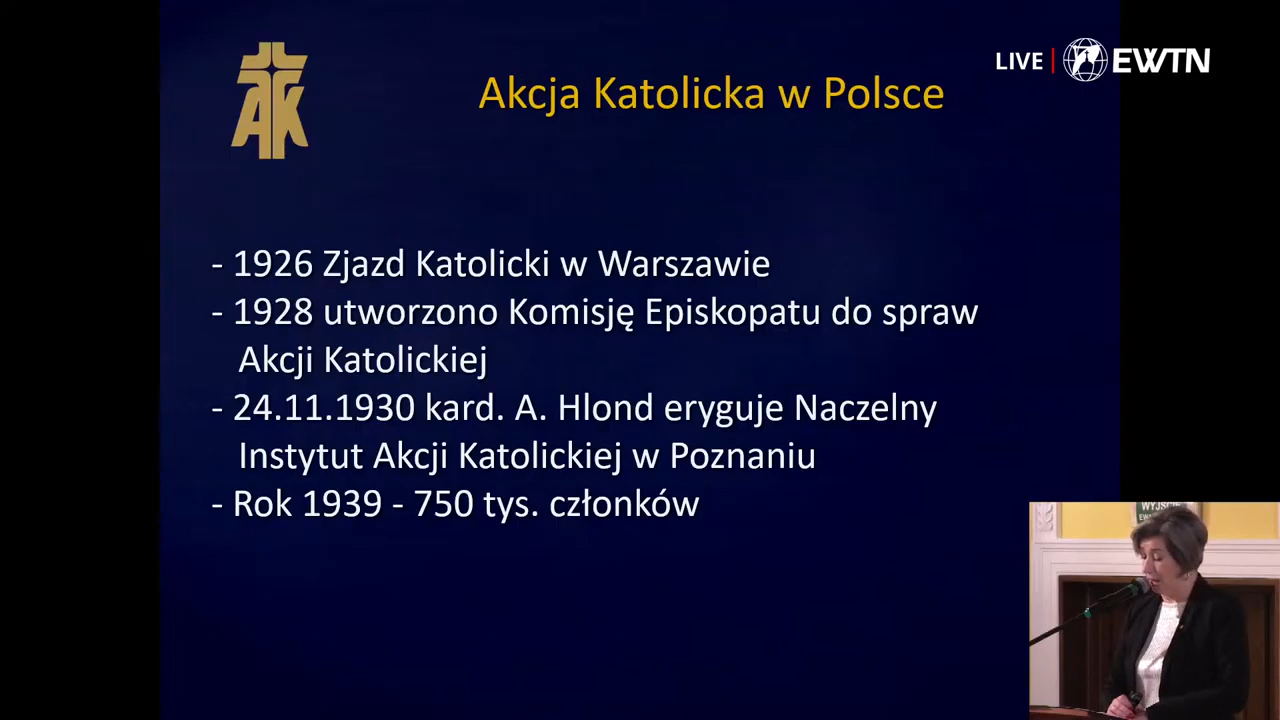 LIVE
EWTN
AK
Akcja Katolicka w Polsce
- 1926 Zjazd Katolicki w Warszawie
- 1928 utworzono Komisję Episkopatu do spraw
Akcji Katolickiej
- 24.11.1930 kard. A. Hlond eryguje Naczelny
Instytut Akcji Katolickiej w Poznaniu
- Rok 1939 - 750 tys. członków
WYJŚCIE